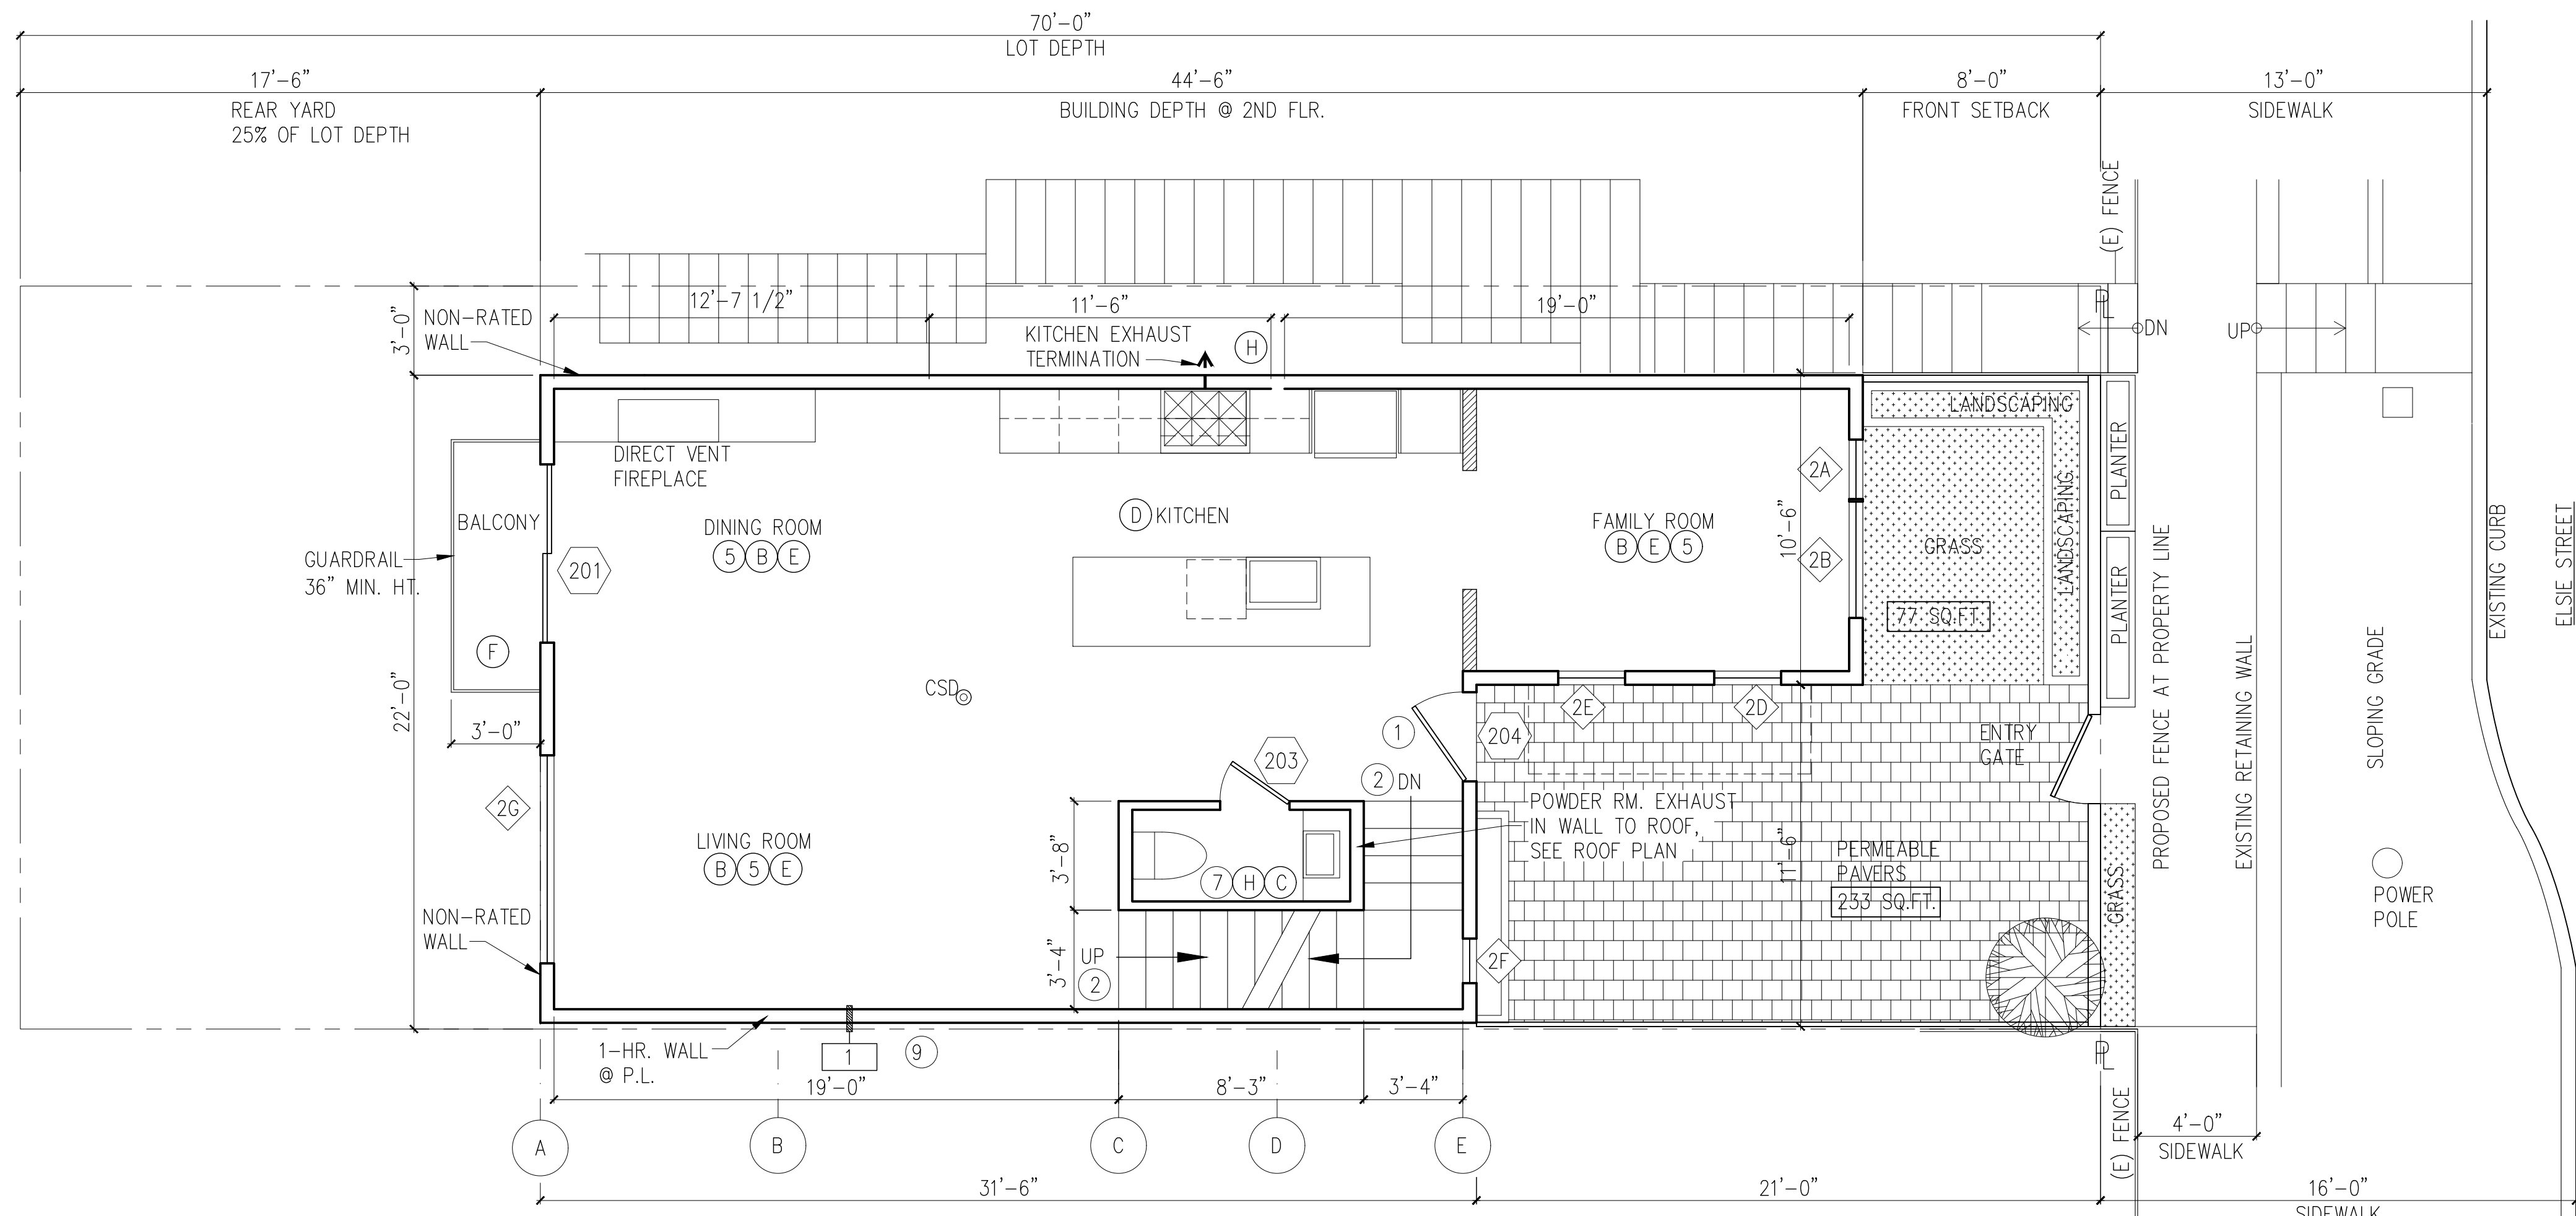 70'-0"
LOT DEPTH
17'-6"
44'-6"
8'-0"
13'-0"
REAR YARD
25% OF LOT DEPTH
BUILDING DEPTH @ 2ND FLR.
FRONT SETBACK
SIDEWALK
(E) FENCE
12'-7 1/2"
11'-6"
19'-0"
3'-0"
NON-RATED
WALL
KITCHEN EXHAUST
TERMINATION
H
PL
DN
UP
LANDSCAPING
DIRECT VENT
FIREPLACE
2A
PLANTER
LANDSCAPING
BALCONY
DINING ROOM
5 B E
D KITCHEN
FAMILY ROOM
B E 5
10'-6"
2B
GRASS
77 SQ.FT.
PLANTER
GUARDRAIL
36" MIN. HT.
201
F
PROPOSED FENCE AT PROPERTY LINE
EXISTING RETAINING WALL
SLOPING GRADE
EXISTING CURB
ELSIE STREET
22'-0"
3'-0"
CSD
1
204
2E
2D
ENTRY
GATE
203
2 DN
2G
LIVING ROOM
B 5 E
3'-8"
7 H C
POWDER RM. EXHAUST
IN WALL TO ROOF,
SEE ROOF PLAN
11'-6"
PERMEABLE
PAVERS
233 SQ.FT.
GRASS
POWER
POLE
NON-RATED
WALL
3'-4"
UP
2
2F
1-HR. WALL
@ P.L.
1
9
PL
19'-0"
8'-3"
3'-4"
(E) FENCE
4'-0"
SIDEWALK
A
B
C
D
E
31'-6"
21'-0"
16'-0"
SIDEWALK